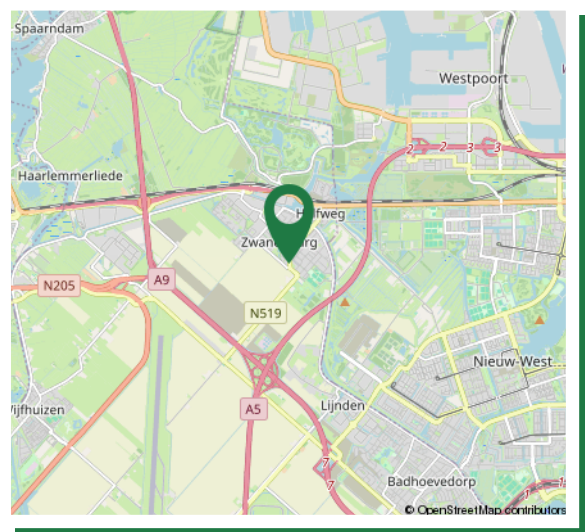 Spaarndam
Westpoort
2
2
3
3
Haarlemmerliede
Zwanenburg
N205
A9
N519
Nieuw-West
A5
Lijnden
7
7
Badhoevedorp
1
© OpenStreetMap contributors